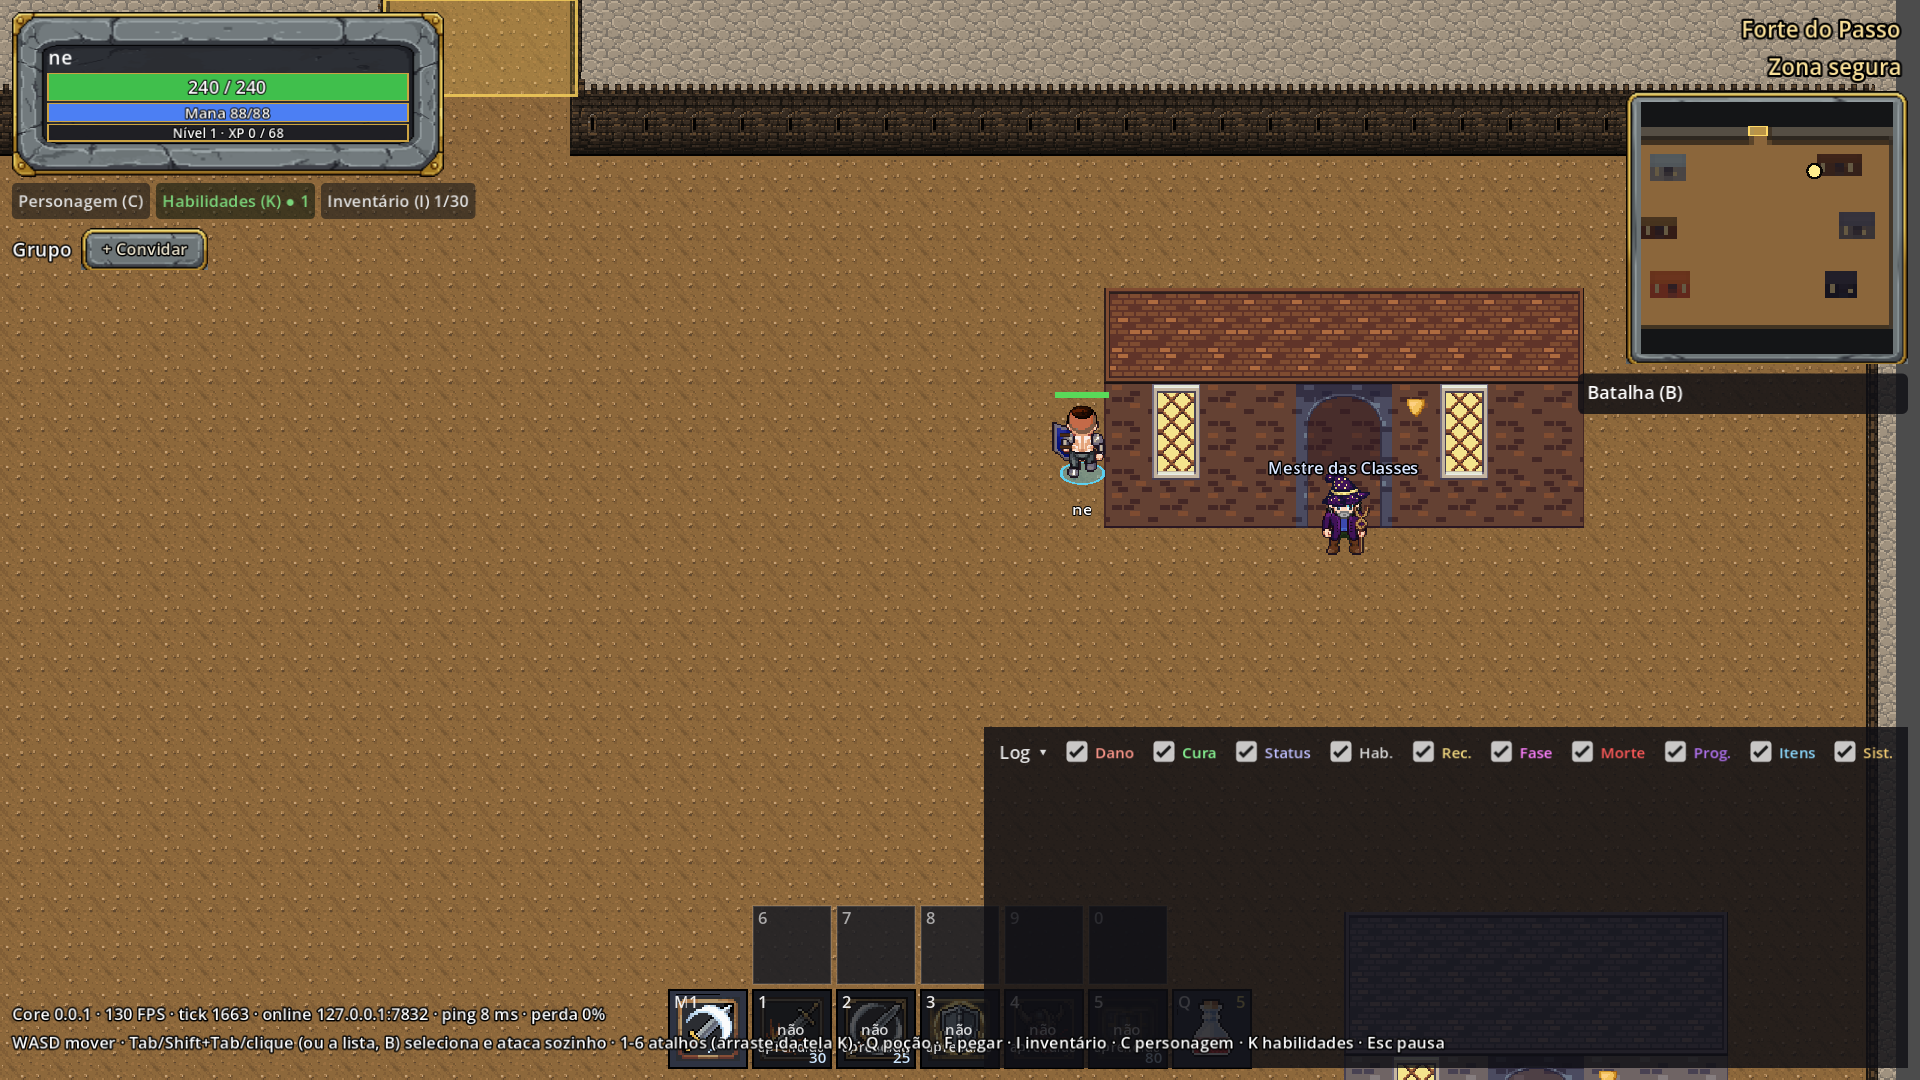 ne
240 / 240
Mana 88/88
Nível 1 · XP 0 / 68
Personagem (C)
Habilidades (K) ● 1
Inventário (I) 1/30
Grupo
+ Convidar
Forte do Passo
Zona segura
Batalha (B)
Mestre das Classes
ne
Log ▾
Dano
Cura
Status
Hab.
Rec.
Fase
Morte
Prog.
Itens
Sist.
6
7
8
9
0
M1
1
2
3
4
5
Q
5
não
não
não
não
não
30
25
80
Core 0.0.1 · 130 FPS · tick 1663 · online 127.0.0.1:7832 · ping 8 ms · perda 0%
WASD mover · Tab/Shift+Tab/clique (ou a lista, B) seleciona e ataca sozinho · 1-6 atalhos (arraste da tela K) · Q poção · F pegar · I inventário · C personagem · K habilidades · Esc pausa